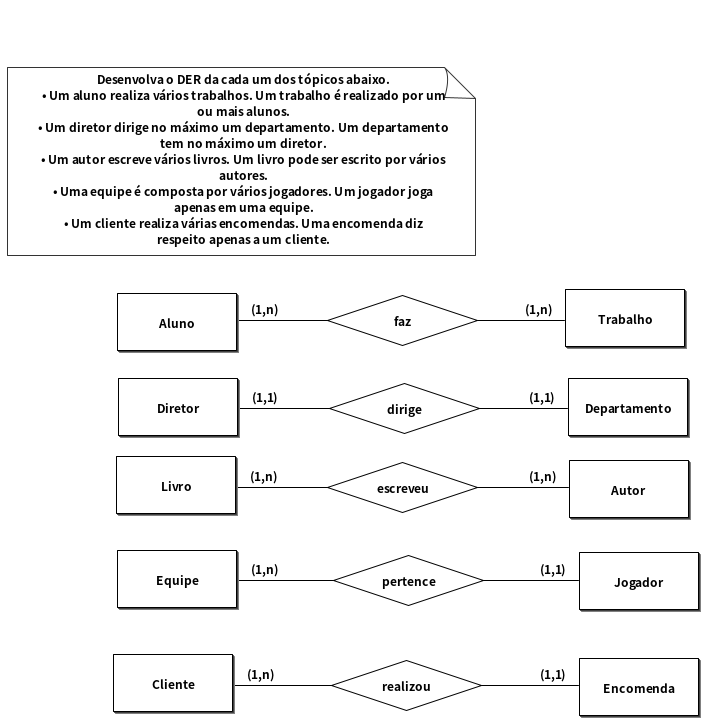 Desenvolva o DER da cada um dos tópicos abaixo.
• Um aluno realiza vários trabalhos. Um trabalho é realizado por um
ou mais alunos.
• Um diretor dirige no máximo um departamento. Um departamento
tem no máximo um diretor.
• Um autor escreve vários livros. Um livro pode ser escrito por vários
autores.
• Uma equipe é composta por vários jogadores. Um jogador joga
apenas em uma equipe.
• Um cliente realiza várias encomendas. Uma encomenda diz
respeito apenas a um cliente.
Aluno (1,n) faz (1,n) Trabalho
Diretor (1,1) dirige (1,1) Departamento
Livro (1,n) escreveu (1,n) Autor
Equipe (1,n) pertence (1,1) Jogador
Cliente (1,n) realizou (1,1) Encomenda